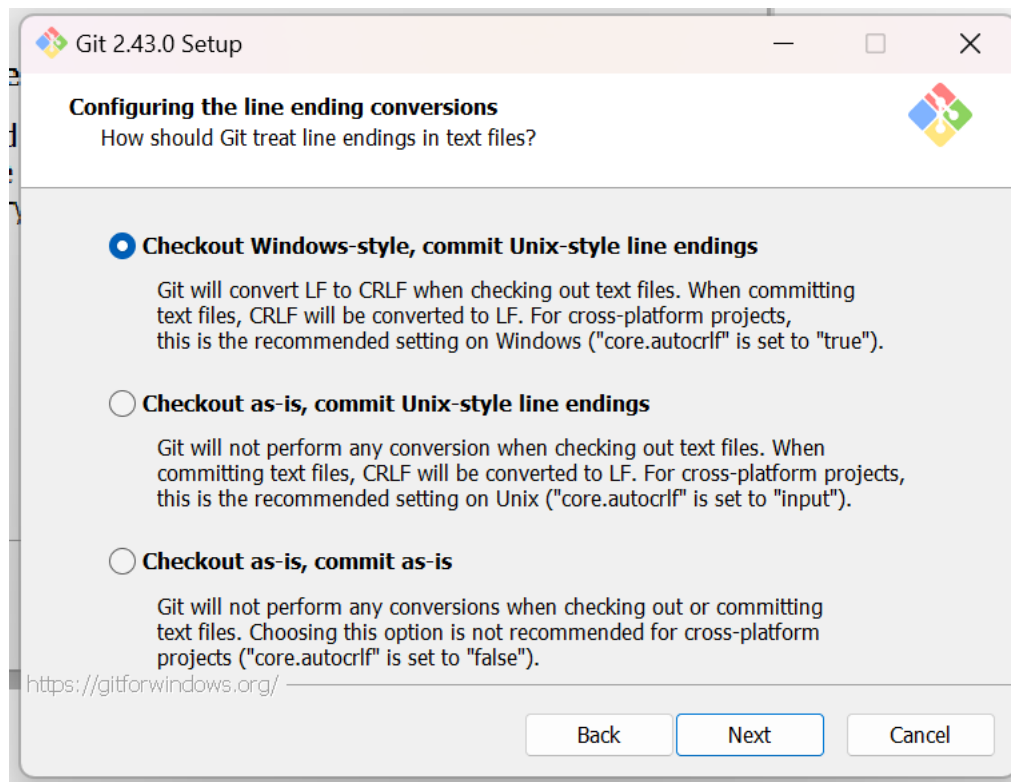 Git 2.43.0 Setup
Configuring the line ending conversions
How should Git treat line endings in text files?
Checkout Windows-style, commit Unix-style line endings
Git will convert LF to CRLF when checking out text files. When committing
text files, CRLF will be converted to LF. For cross-platform projects,
this is the recommended setting on Windows ("core.autocrlf" is set to "true").
Checkout as-is, commit Unix-style line endings
Git will not perform any conversion when checking out text files. When
committing text files, CRLF will be converted to LF. For cross-platform projects,
this is the recommended setting on Unix ("core.autocrlf" is set to "input").
Checkout as-is, commit as-is
Git will not perform any conversions when checking out or committing
text files. Choosing this option is not recommended for cross-platform
projects ("core.autocrlf" is set to "false").
https://gitforwindows.org/
Back Next Cancel